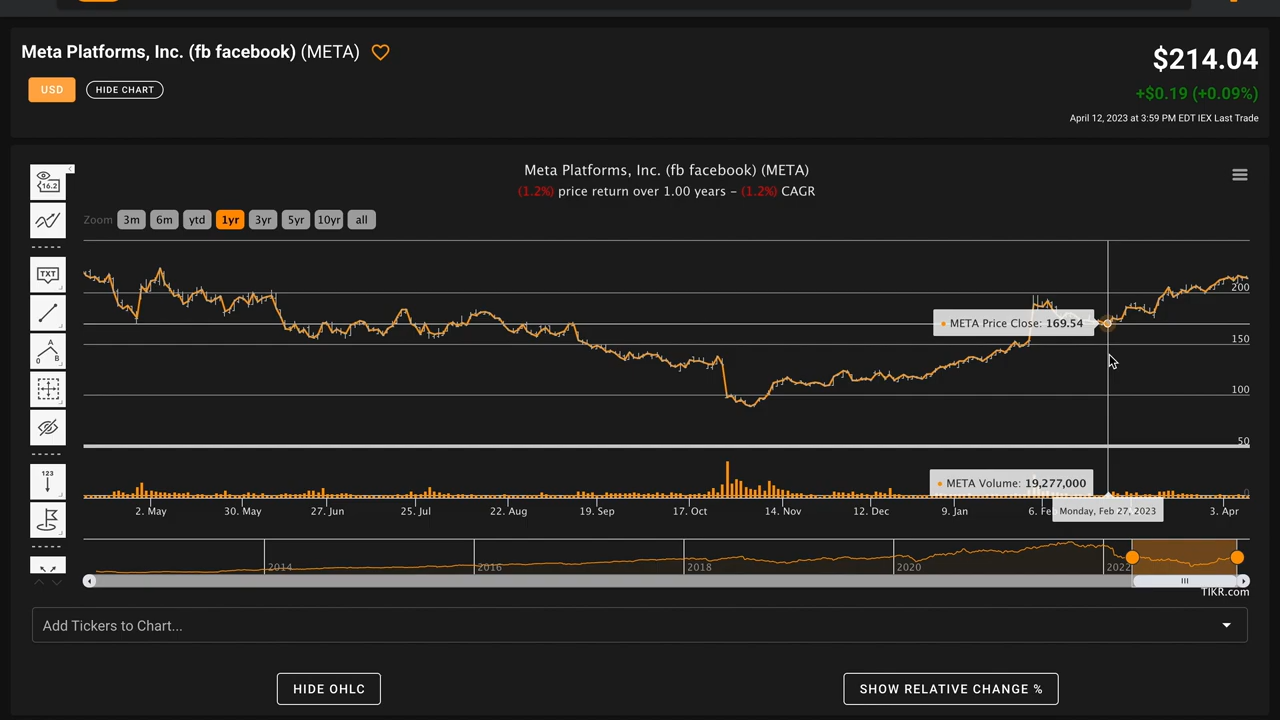 Meta Platforms, Inc. (fb facebook) (META)
$214.04
USD
HIDE CHART
+$0.19 (+0.09%)
April 12, 2023 at 3:59 PM EDT IEX Last Trade
Meta Platforms, Inc. (fb facebook) (META)
(1.2%) price return over 1.00 years – (1.2%) CAGR
16.2
Zoom 3m 6m ytd 1yr 3yr 5yr 10yr all
TXT
200
META Price Close: 169.54
150
A
0 B
100
50
123
META Volume: 19,277,000
0
2. May 30. May 27. Jun 25. Jul 22. Aug 19. Sep 17. Oct 14. Nov 12. Dec 9. Jan 6. Fe Monday, Feb 27, 2023 3. Apr
2014 2016 2018 2020 2022
TIKR.com
Add Tickers to Chart...
HIDE OHLC
SHOW RELATIVE CHANGE %